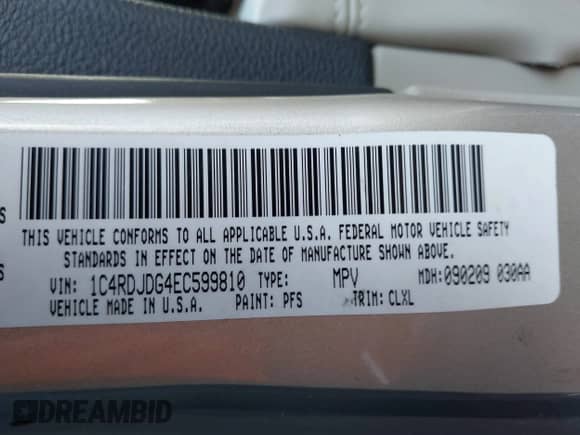 THIS VEHICLE CONFORMS TO ALL APPLICABLE U.S.A. FEDERAL MOTOR VEHICLE SAFETY
STANDARDS IN EFFECT ON THE DATE OF MANUFACTURE SHOWN ABOVE.
VIN: 1C4RDJDG4EC599810 TYPE: MPV MDH: 090209 030AA
VEHICLE MADE IN U.S.A. PAINT: PFS TRIM: CLXL
DREAMBID